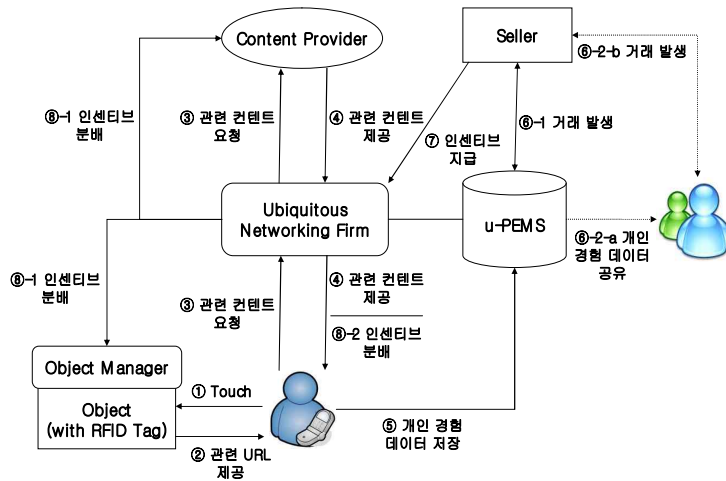 Content Provider
Seller
⑥-2-b 거래 발생
⑧-1 인센티브
분배
③ 관련 컨텐트
요청
④ 관련 컨텐트
제공
⑦ 인센티브
지급
⑥-1 거래 발생
Ubiquitous
Networking Firm
u-PEMS
⑥-2-a 개인
경험 데이터
공유
⑧-1 인센티브
분배
③ 관련 컨텐트
요청
④ 관련 컨텐트
제공
⑧-2 인센티브
분배
Object Manager
Object
(with RFID Tag)
① Touch
② 관련 URL
제공
⑤ 개인 경험
데이터 저장